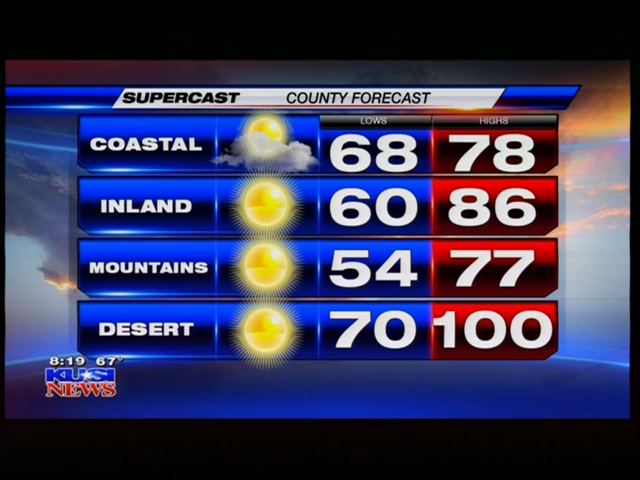 SUPERCAST COUNTY FORECAST
LOWS HIGHS
COASTAL 68 78
INLAND 60 86
MOUNTAINS 54 77
DESERT 70 100
8:19 67°
KUSI
NEWS